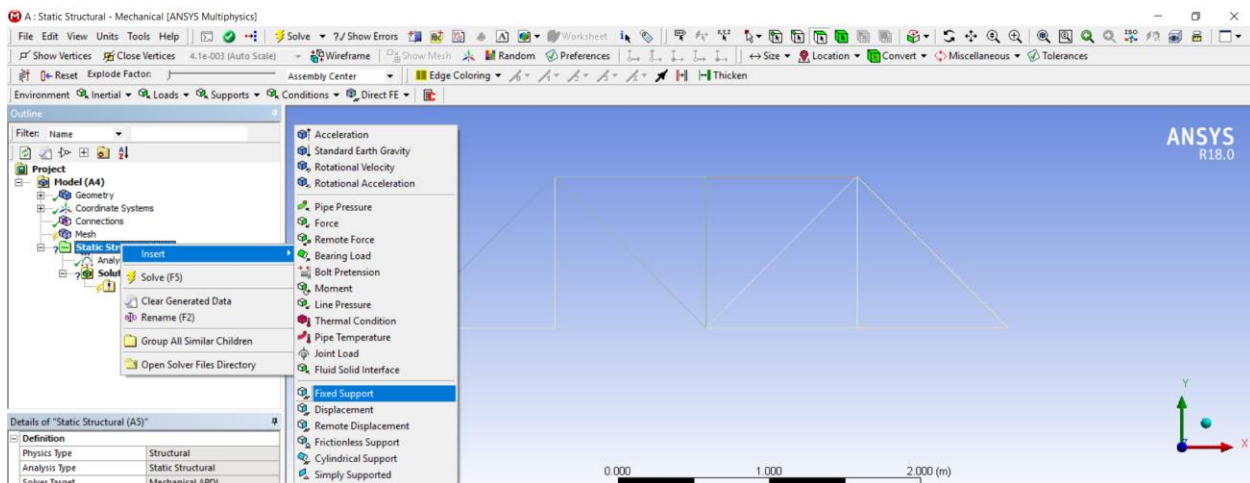 A : Static Structural - Mechanical [ANSYS Multiphysics]
File Edit View Units Tools Help Solve ?/ Show Errors Worksheet
Show Vertices Close Vertices 4.1e-003 (Auto Scale) Wireframe Show Mesh Random Preferences Size Location Convert Miscellaneous Tolerances
Reset Explode Factor: Assembly Center Edge Coloring Thicken
Environment Inertial Loads Supports Conditions Direct FE
Outline
Filter: Name
Project
Model (A4)
Geometry
Coordinate Systems
Connections
Mesh
Static Str
Analy
Solut
Insert
Solve (F5)
Clear Generated Data
Rename (F2)
Group All Similar Children
Open Solver Files Directory
Acceleration
Standard Earth Gravity
Rotational Velocity
Rotational Acceleration
Pipe Pressure
Force
Remote Force
Bearing Load
Bolt Pretension
Moment
Line Pressure
Thermal Condition
Pipe Temperature
Joint Load
Fluid Solid Interface
Fixed Support
Displacement
Remote Displacement
Frictionless Support
Cylindrical Support
Simply Supported
ANSYS
R18.0
Y
X
0.000 1.000 2.000 (m)
Details of "Static Structural (A5)"
Definition
Physics Type Structural
Analysis Type Static Structural
Solver Target Mechanical APDL